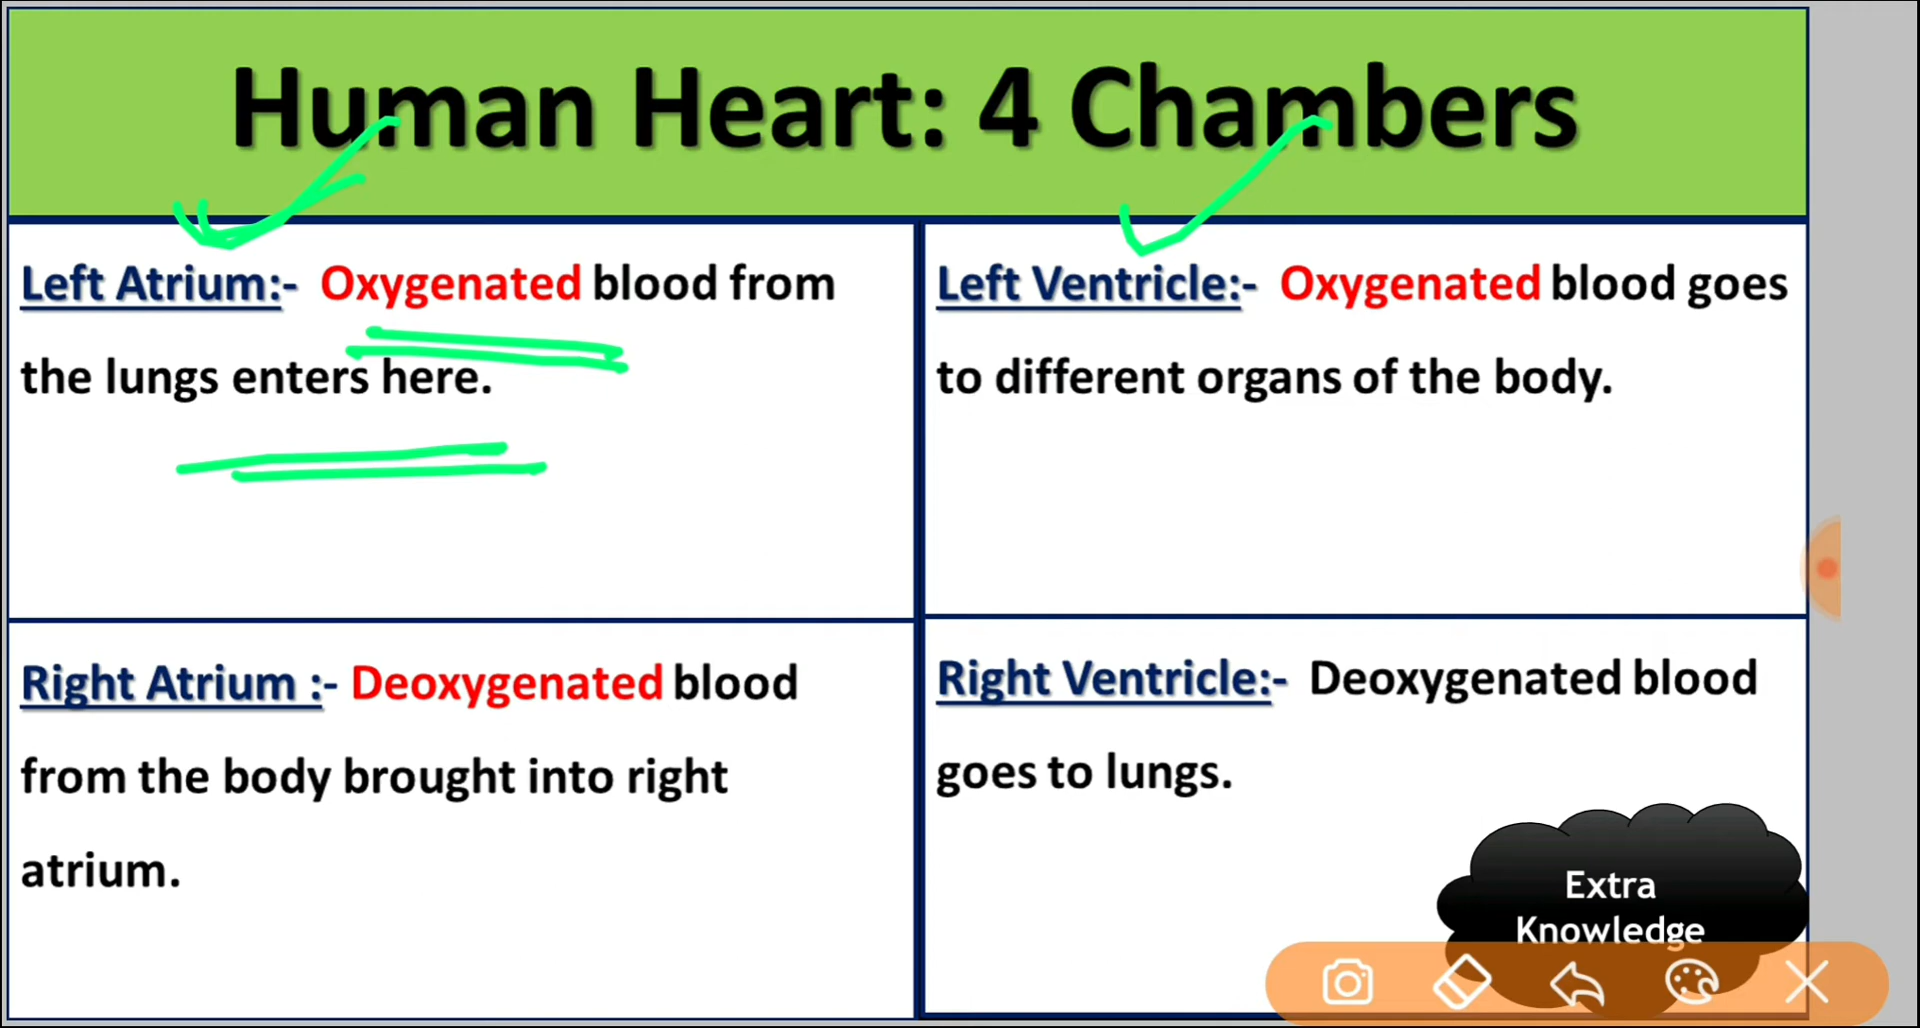 Human Heart: 4 Chambers
Left Atrium:- Oxygenated blood from
the lungs enters here.
Left Ventricle:- Oxygenated blood goes
to different organs of the body.
Right Atrium :- Deoxygenated blood
from the body brought into right
atrium.
Right Ventricle:- Deoxygenated blood
goes to lungs.
Extra
Knowledge